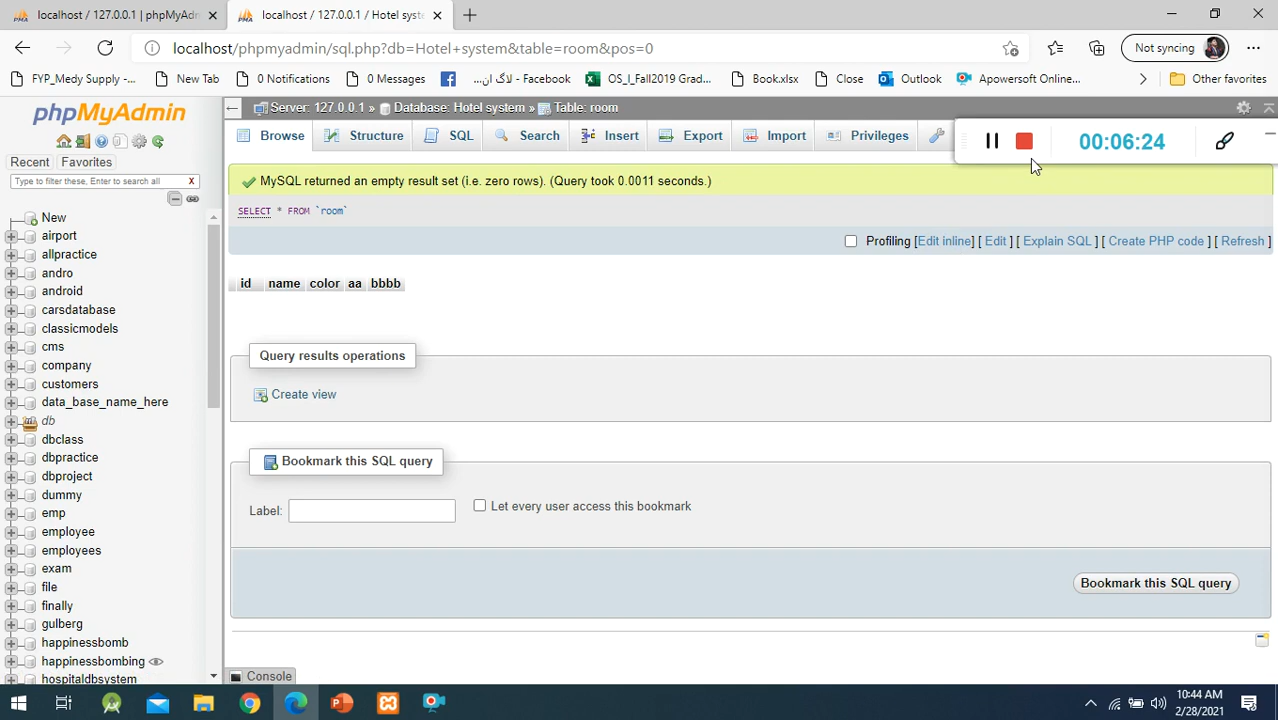 localhost / 127.0.0.1 | phpMyAdn
localhost / 127.0.0.1 / Hotel syste
localhost/phpmyadmin/sql.php?db=Hotel+system&table=room&pos=0
Not syncing
FYP_Medy Supply -...
New Tab
0 Notifications
0 Messages
لاگ ان - Facebook...
OS_I_Fall2019 Grad...
Book.xlsx
Close
Outlook
Apowersoft Online...
Other favorites
phpMyAdmin
Server: 127.0.0.1 » Database: Hotel system » Table: room
Browse Structure SQL Search Insert Export Import Privileges
00:06:24
Recent Favorites
Type to filter these, Enter to search all X
MySQL returned an empty result set (i.e. zero rows). (Query took 0.0011 seconds.)
SELECT * FROM `room`
Profiling [Edit inline] [ Edit ] [ Explain SQL ] [ Create PHP code ] [ Refresh ]
id name color aa bbbb
Query results operations
Create view
Bookmark this SQL query
Label:
Let every user access this bookmark
Bookmark this SQL query
Console
New
airport
allpractice
andro
android
carsdatabase
classicmodels
cms
company
customers
data_base_name_here
db
dbclass
dbpractice
dbproject
dummy
emp
employee
employees
exam
file
finally
gulberg
happinessbomb
happinessbombing
hospitaldbsystem
10:44 AM
2/28/2021